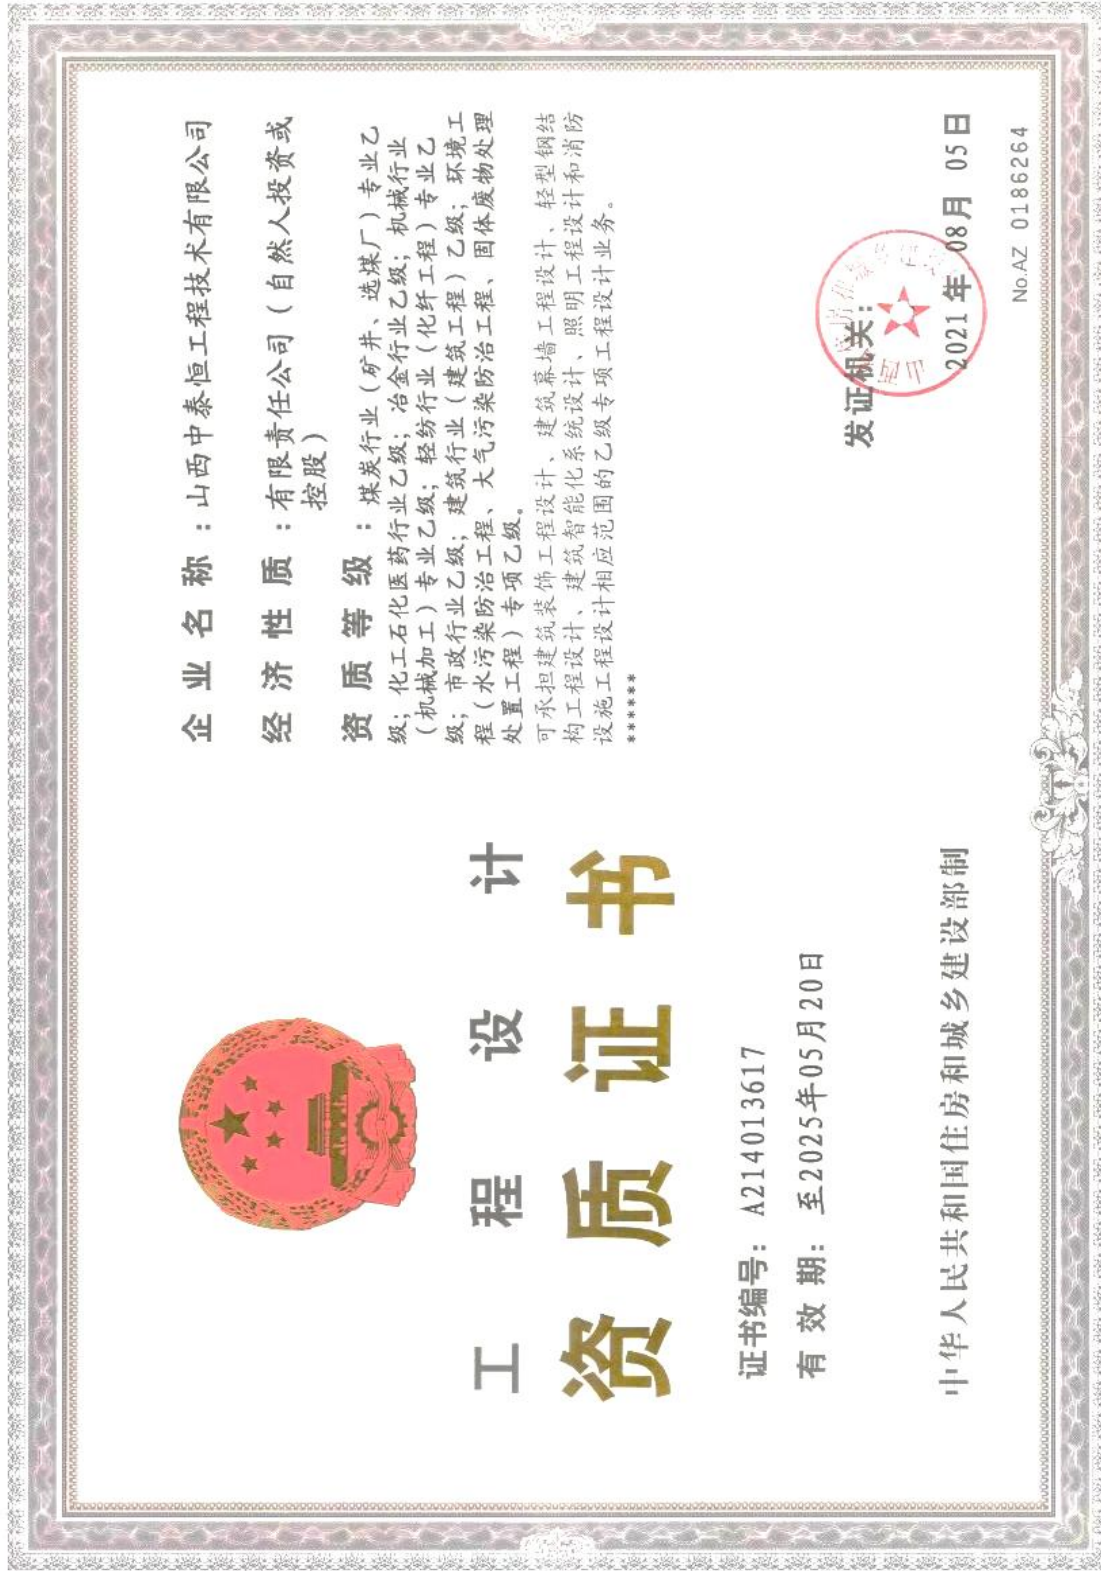 工程设计
资质证书
证书编号：A214013617
有效期：至2025年05月20日
中华人民共和国住房和城乡建设部制
企业名称：山西中泰恒工程技术有限公司
经济性质：有限责任公司（自然人投资或
控股）
资质等级：煤炭行业（矿井、选煤厂）专业乙
级；化工石化医药行业乙级；冶金行业乙级；机械行业
（机械加工）专业乙级；轻纺行业（化纤工程）专业乙
级；市政行业乙级；建筑行业（建筑工程）乙级；环境工
程（水污染防治工程、大气污染防治工程、固体废物处理
处置工程）专项乙级。
可承担建筑装饰工程设计、建筑幕墙工程设计、轻型钢结
构工程设计、建筑智能化系统设计、照明工程设计和消防
设施工程设计相应范围的乙级专项工程设计业务。
*******
发证机关：
2021年08月05日
No.AZ 0186264